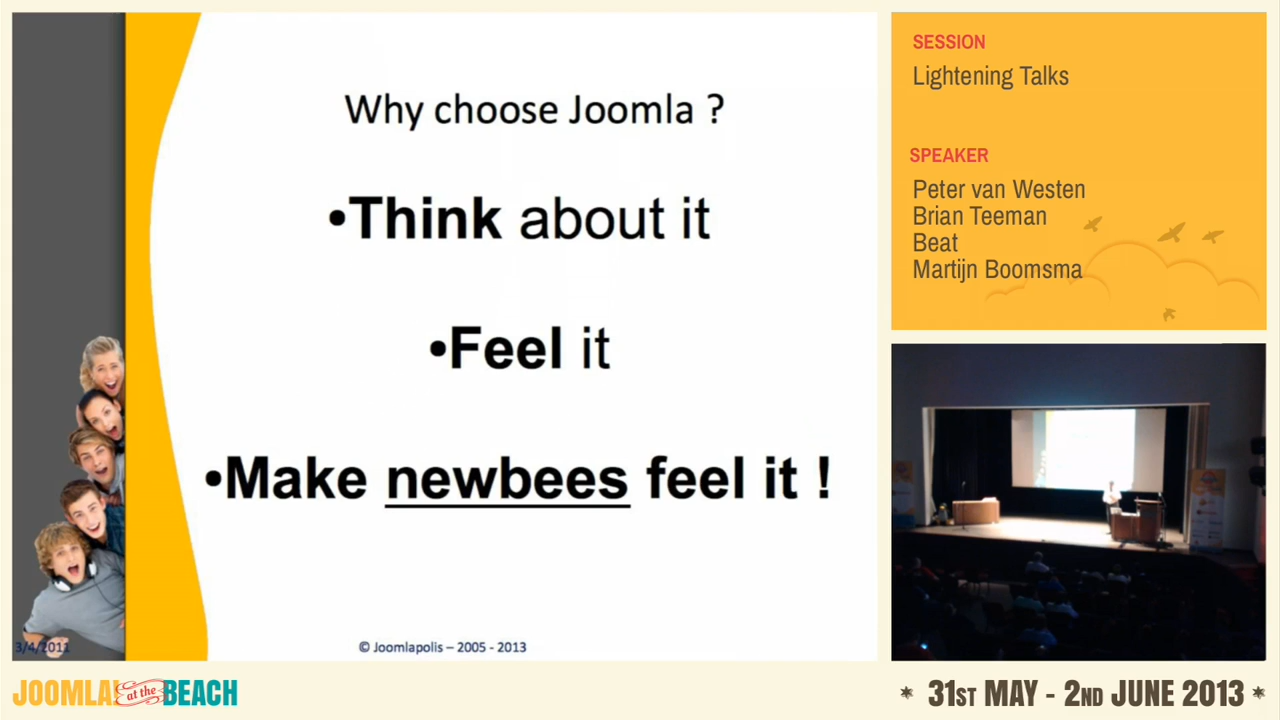 Why choose Joomla ?
•Think about it
•Feel it
•Make newbees feel it !
3/4/2011
© Joomlapolis – 2005 - 2013
SESSION
Lightening Talks
SPEAKER
Peter van Westen
Brian Teeman
Beat
Martijn Boomsma
JOOMLA! at the BEACH
* 31ST MAY - 2ND JUNE 2013 *